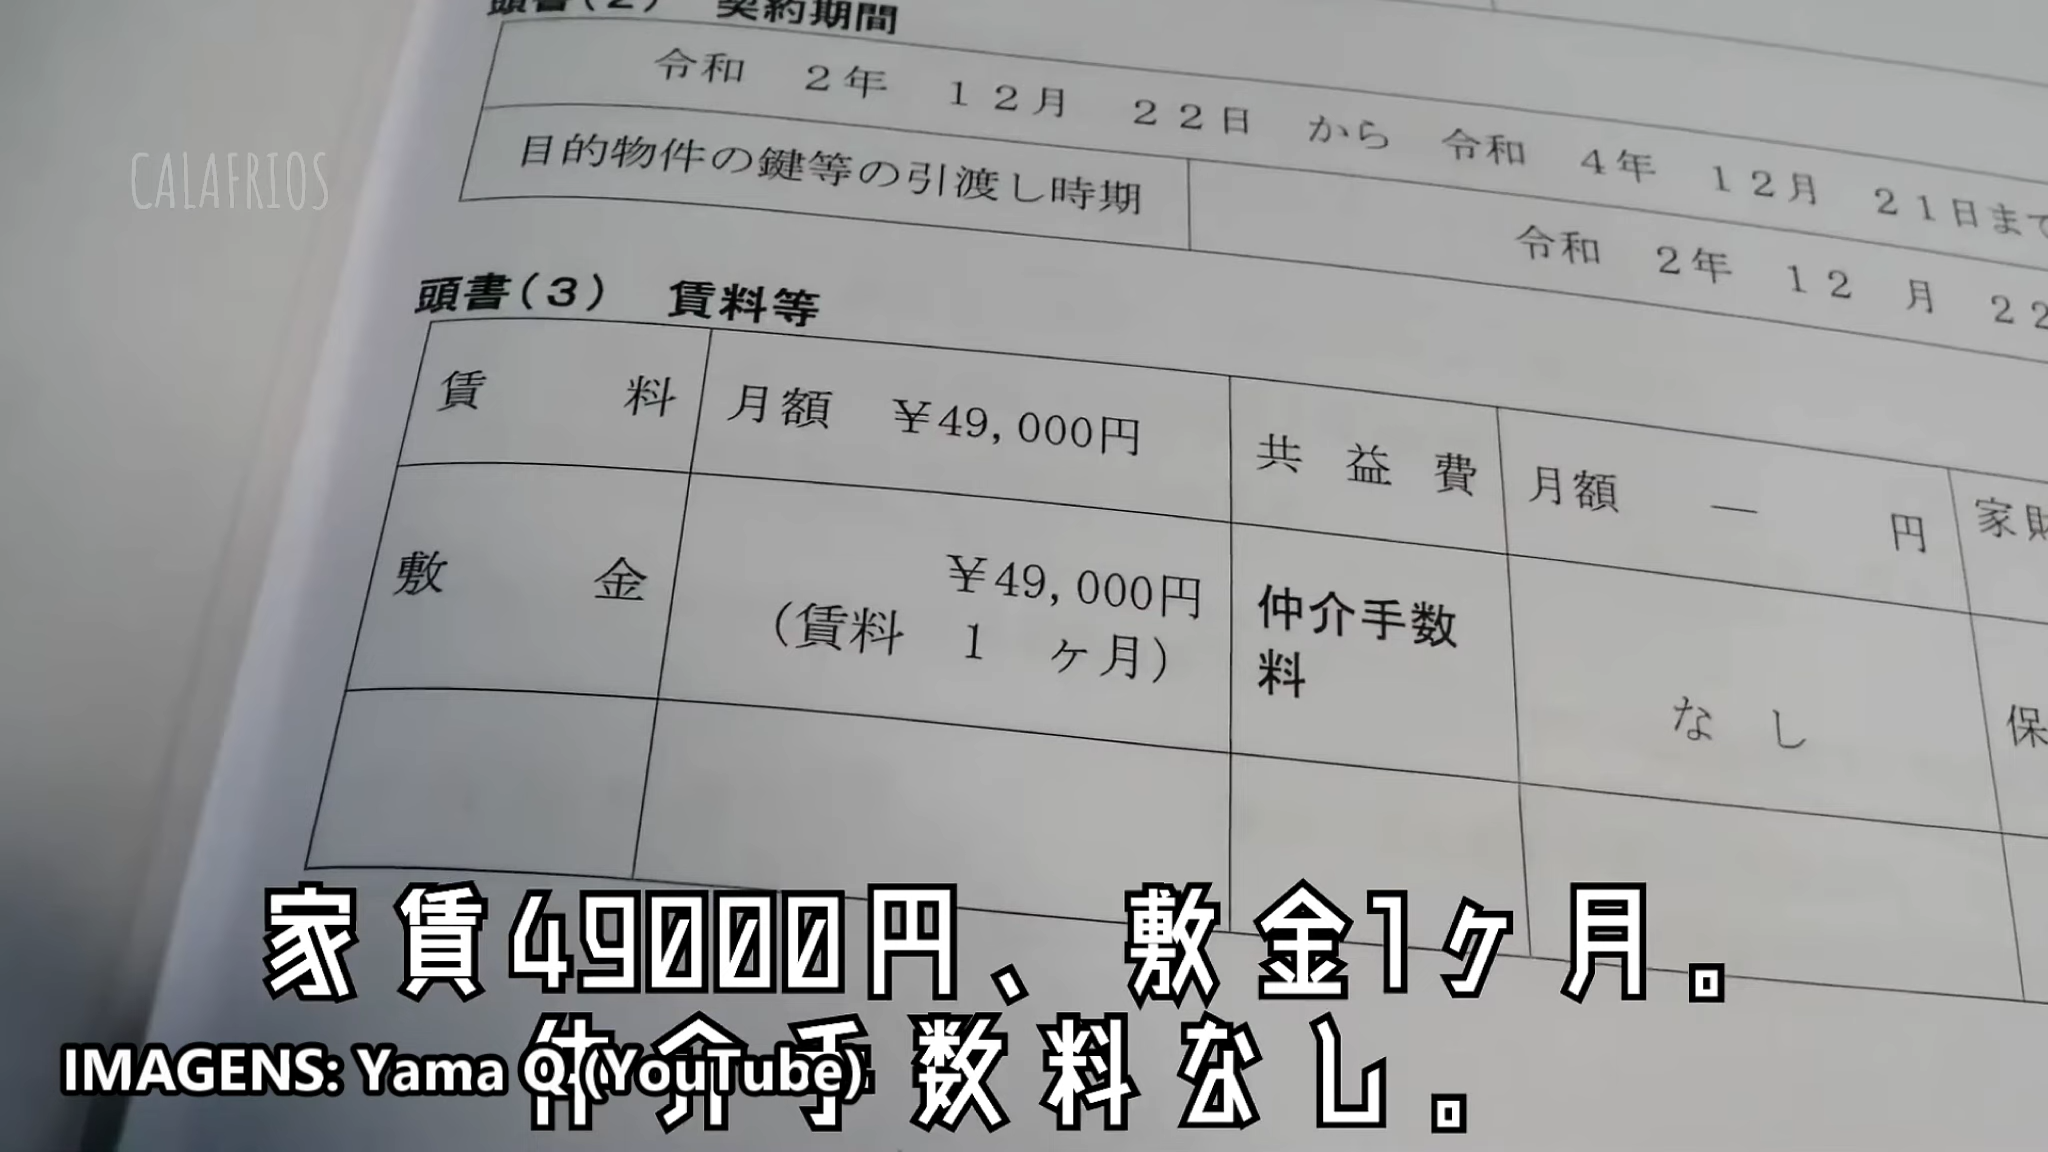 頭書(2) 契約期間
令和 2年 12月 22日 から 令和 4年 12月 21日まで
目的物件の鍵等の引渡し時期
令和 2年 12 月 22
CALAFRIOS
頭書(3) 賃料等
賃 料 月額 ¥49,000円 共 益 費 月額 ― 円 家財
敷 金 ¥49,000円
(賃料 1 ヶ月)
仲介手数
料
なし
保
家賃49000円、敷金1ヶ月。
仲介手数料なし。
IMAGENS: Yama Q (YouTube)